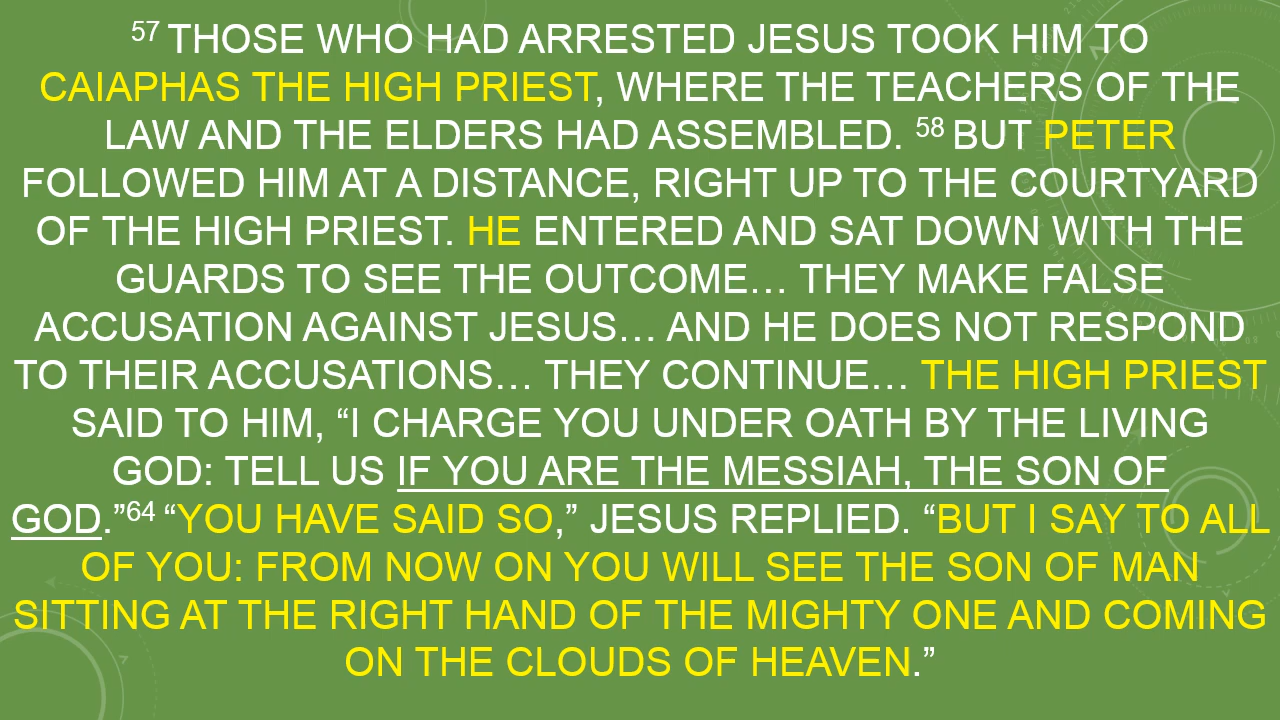 57 THOSE WHO HAD ARRESTED JESUS TOOK HIM TO
CAIAPHAS THE HIGH PRIEST, WHERE THE TEACHERS OF THE
LAW AND THE ELDERS HAD ASSEMBLED. 58 BUT PETER
FOLLOWED HIM AT A DISTANCE, RIGHT UP TO THE COURTYARD
OF THE HIGH PRIEST. HE ENTERED AND SAT DOWN WITH THE
GUARDS TO SEE THE OUTCOME… THEY MAKE FALSE
ACCUSATION AGAINST JESUS… AND HE DOES NOT RESPOND
TO THEIR ACCUSATIONS… THEY CONTINUE… THE HIGH PRIEST
SAID TO HIM, “I CHARGE YOU UNDER OATH BY THE LIVING
GOD: TELL US IF YOU ARE THE MESSIAH, THE SON OF
GOD.”64 “YOU HAVE SAID SO,” JESUS REPLIED. “BUT I SAY TO ALL
OF YOU: FROM NOW ON YOU WILL SEE THE SON OF MAN
SITTING AT THE RIGHT HAND OF THE MIGHTY ONE AND COMING
ON THE CLOUDS OF HEAVEN.”